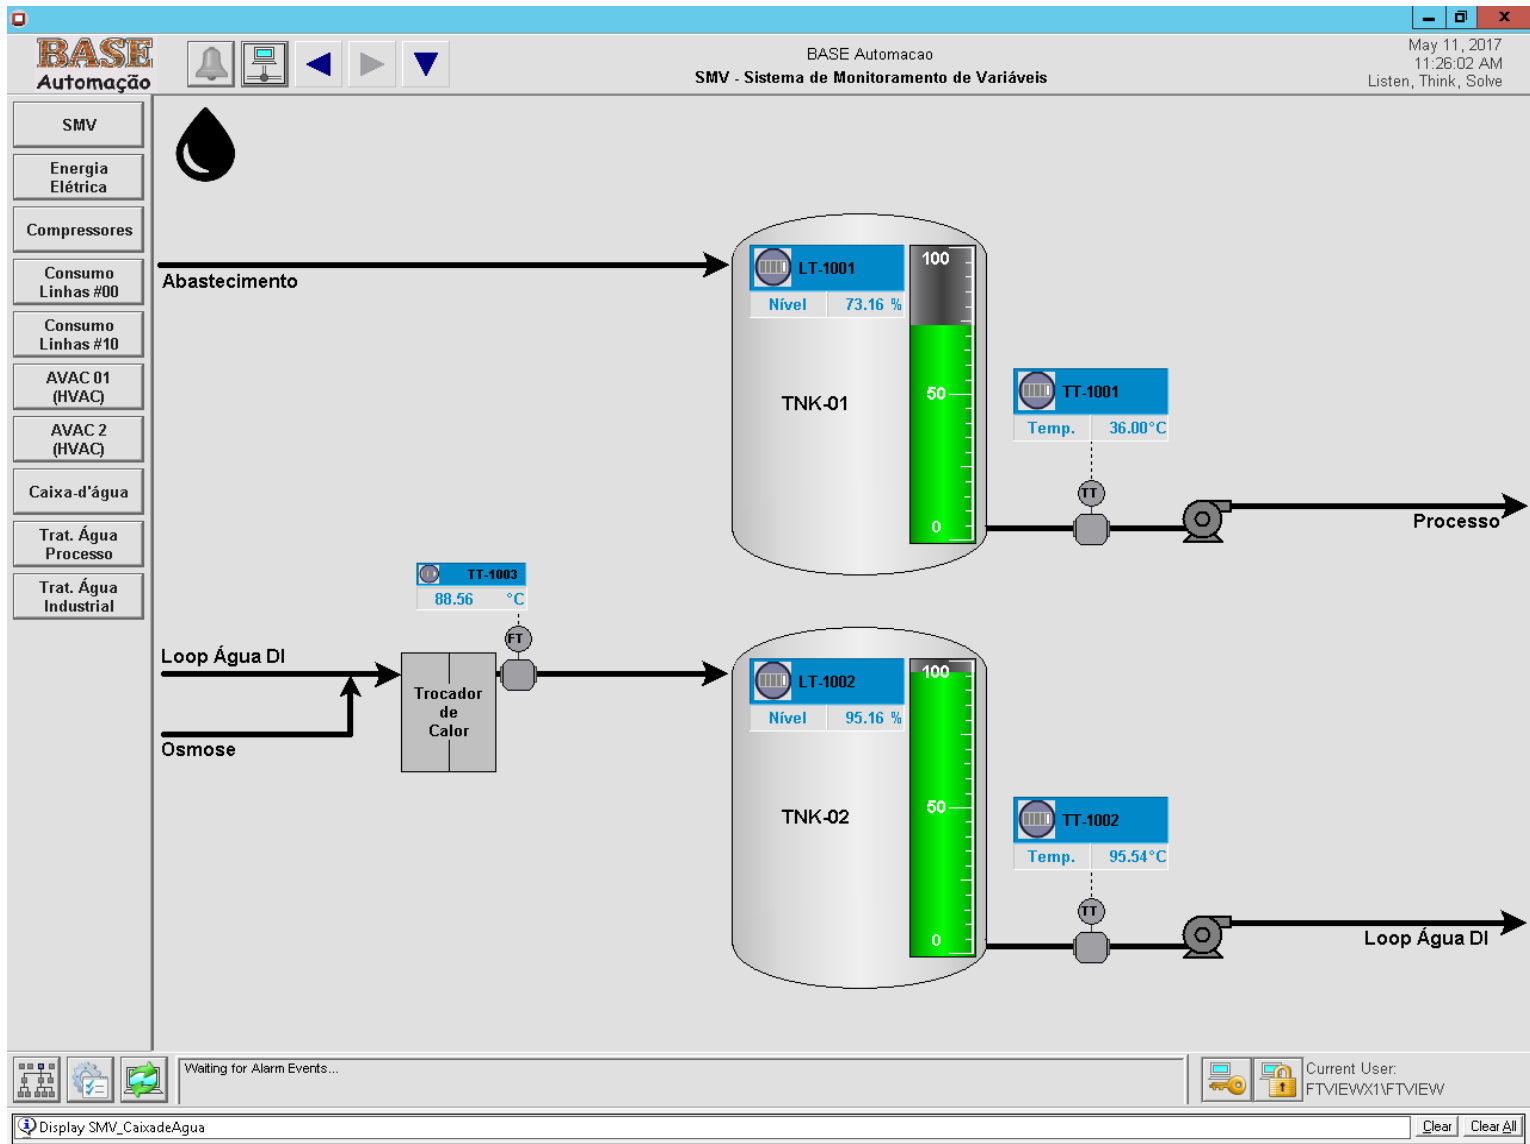 BASE
Automação
BASE Automacao
SMV - Sistema de Monitoramento de Variáveis
May 11, 2017
11:26:02 AM
Listen, Think, Solve
SMV
Energia
Elétrica
Compressores
Consumo
Linhas #00
Consumo
Linhas #10
AVAC 01
(HVAC)
AVAC 2
(HVAC)
Caixa-d'água
Trat. Água
Processo
Trat. Água
Industrial
Abastecimento
LT-1001
Nível 73.16 %
100
50
0
TNK-01
TT-1001
Temp. 36.00°C
TT
Processo
TT-1003
88.56 °C
FT
Loop Água DI
Osmose
Trocador
de
Calor
LT-1002
Nível 95.16 %
100
50
0
TNK-02
TT-1002
Temp. 95.54°C
TT
Loop Água DI
Waiting for Alarm Events...
Current User:
FTVIEWX1\FTVIEW
Display SMV_CaixadeAgua
Clear
Clear All